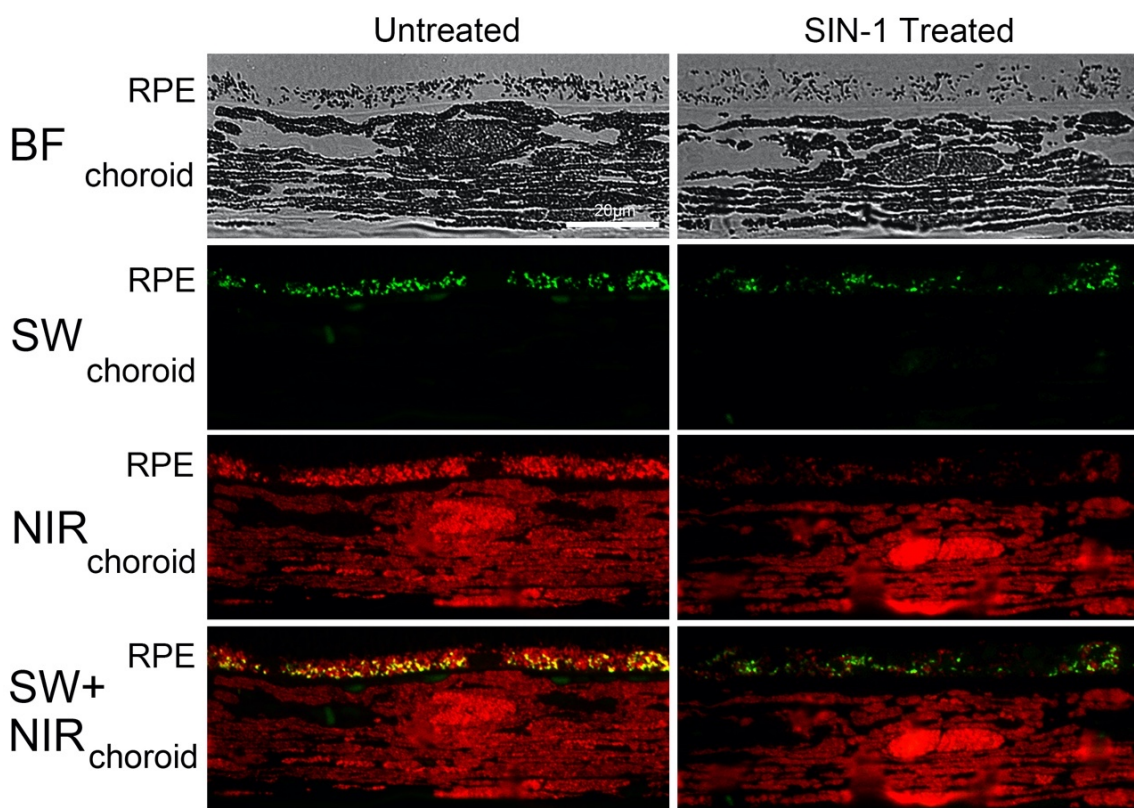 Untreated
SIN-1 Treated
RPE
BF
choroid
20µm
RPE
SW
choroid
RPE
NIR
choroid
RPE
SW+
NIR
choroid